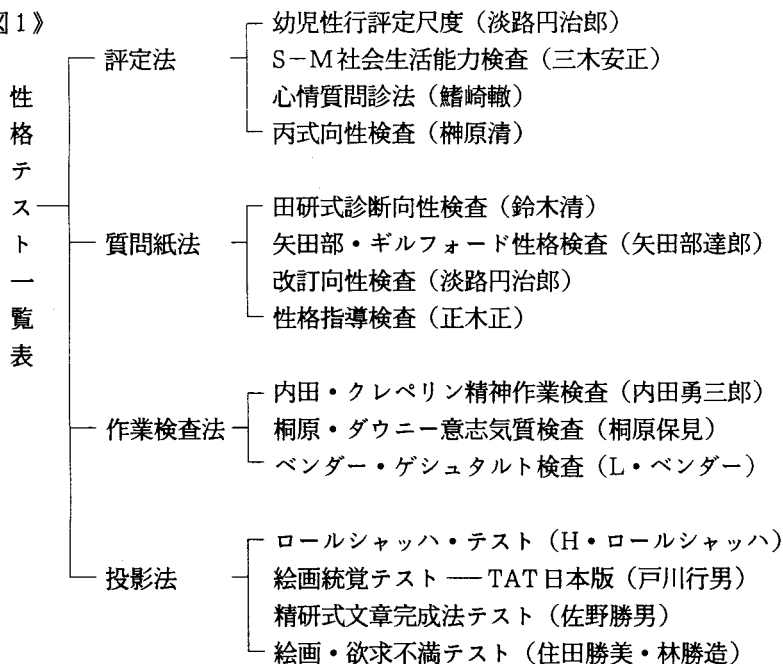 図1》
性格テスト一覧表
評定法
幼児性行評定尺度（淡路円治郎）
S－M社会生活能力検査（三木安正）
心情質問診法（鰭崎轍）
丙式向性検査（榊原清）
質問紙法
田研式診断向性検査（鈴木清）
矢田部・ギルフォード性格検査（矢田部達郎）
改訂向性検査（淡路円治郎）
性格指導検査（正木正）
作業検査法
内田・クレペリン精神作業検査（内田勇三郎）
桐原・ダウニー意志気質検査（桐原保見）
ベンダー・ゲシュタルト検査（L・ベンダー）
投影法
ロールシャッハ・テスト（H・ロールシャッハ）
絵画統覚テスト ── TAT日本版（戸川行男）
精研式文章完成法テスト（佐野勝男）
絵画・欲求不満テスト（住田勝美・林勝造）